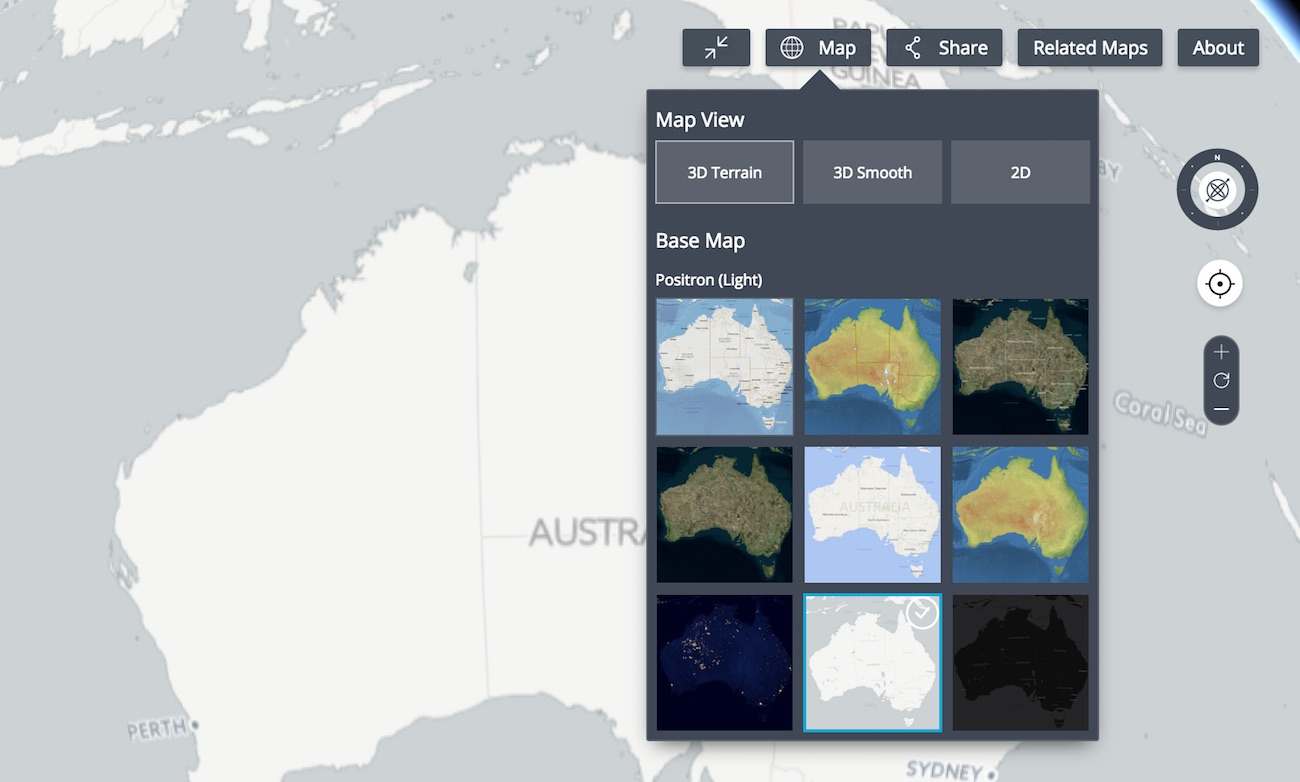 Map
Share
Related Maps
About
GUINEA
Map View
3D Terrain
3D Smooth
2D
N
Base Map
Positron (Light)
Coral Sea
AUSTRALIA
AUSTRA
PERTH
SYDNEY